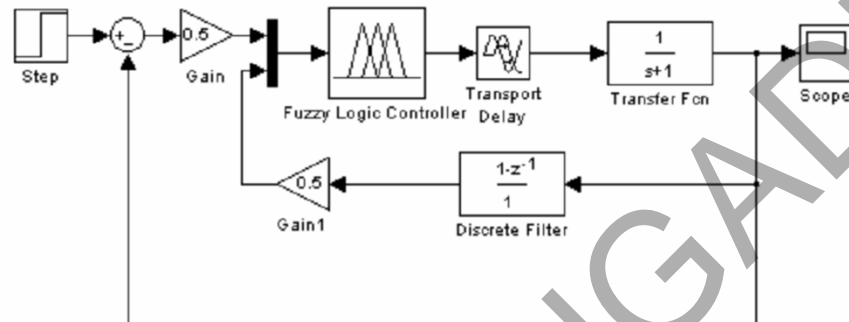 0.5
+
-
1
s+1
Step
Gain
Fuzzy Logic Controller
Transport
Delay
Transfer Fcn
Scope
0.5
1-z-1
1
Gain1
Discrete Filter
NGAD